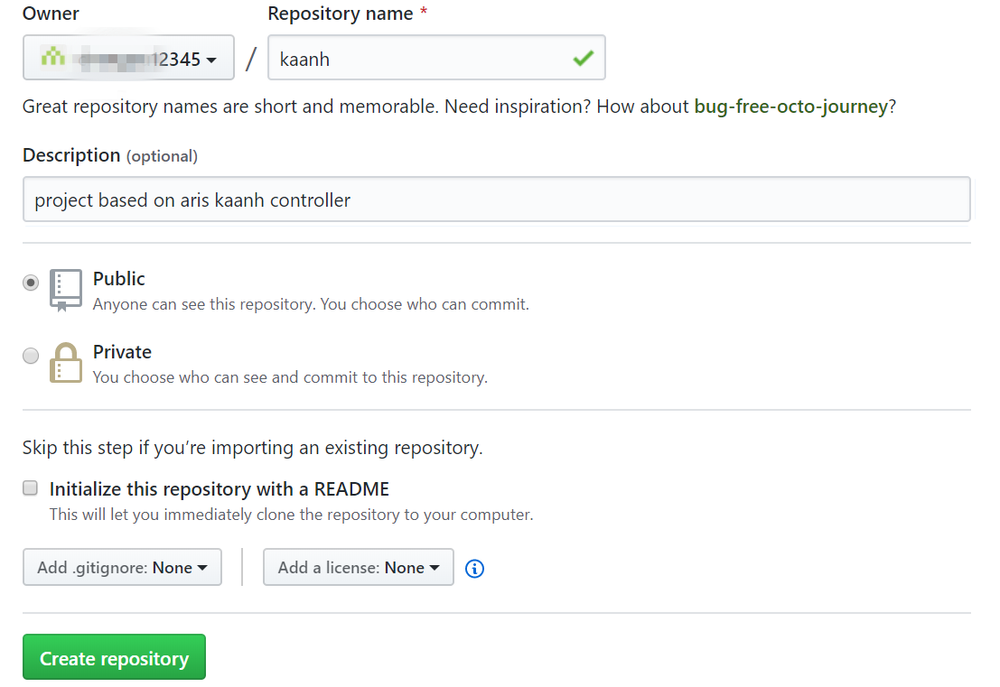 Owner
Repository name *
12345
/
kaanh
Great repository names are short and memorable. Need inspiration? How about bug-free-octo-journey?
Description (optional)
project based on aris kaanh controller
Public
Anyone can see this repository. You choose who can commit.
Private
You choose who can see and commit to this repository.
Skip this step if you’re importing an existing repository.
Initialize this repository with a README
This will let you immediately clone the repository to your computer.
Add .gitignore: None
Add a license: None
Create repository